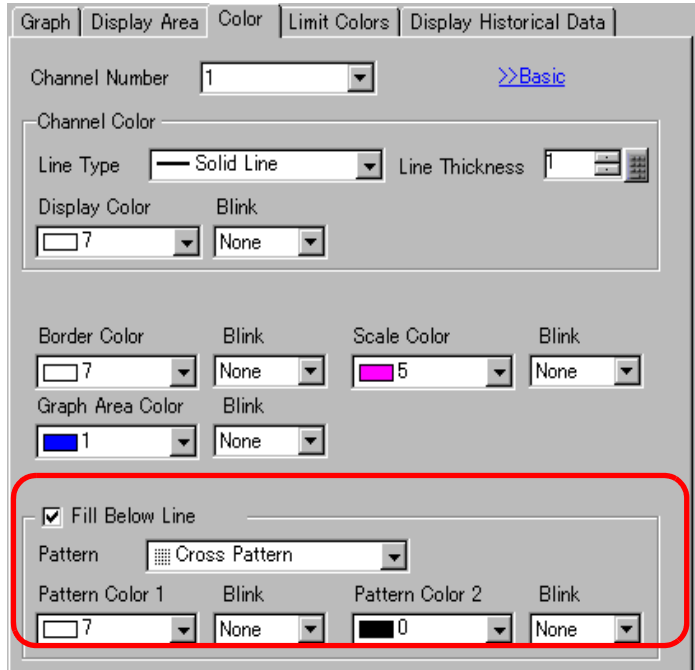 Graph Display Area Color Limit Colors Display Historical Data
Channel Number 1 >>Basic
Channel Color
Line Type Solid Line Line Thickness 1
Display Color Blink
7 None
Border Color Blink Scale Color Blink
7 None 5 None
Graph Area Color Blink
1 None
Fill Below Line
Pattern Cross Pattern
Pattern Color 1 Blink Pattern Color 2 Blink
7 None 0 None